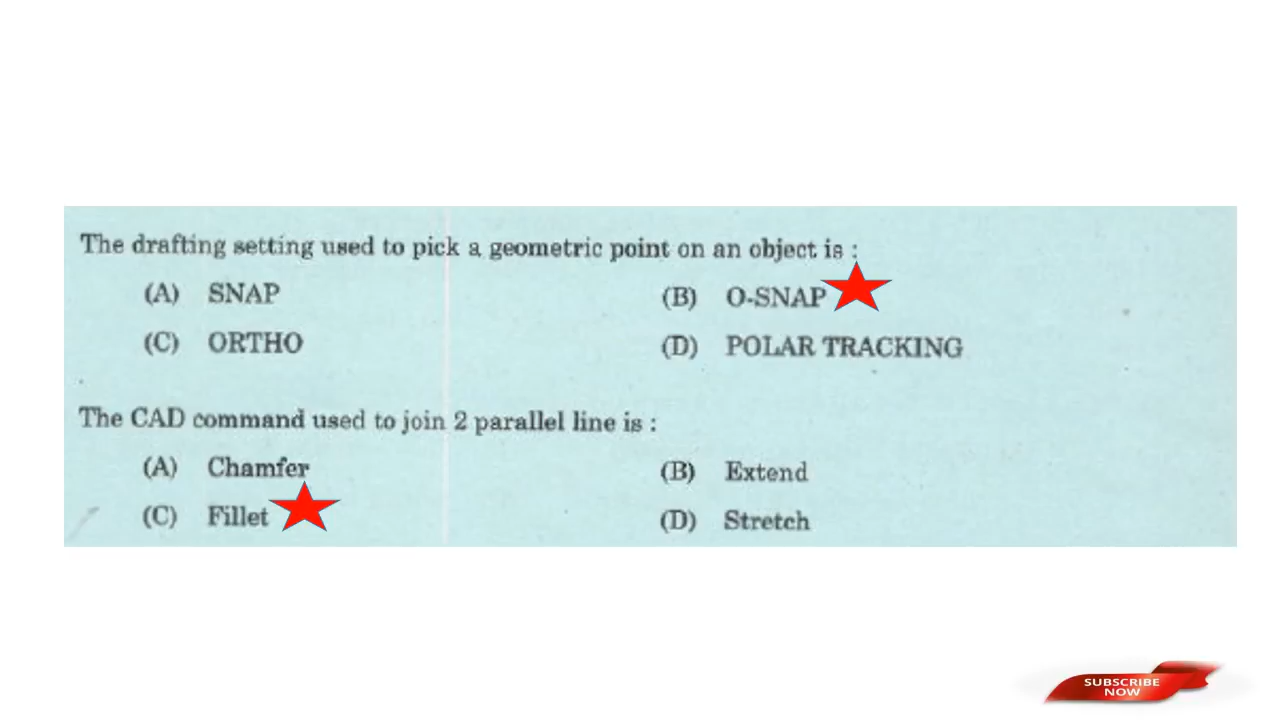 The drafting setting used to pick a geometric point on an object is :
(A) SNAP (B) O-SNAP
(C) ORTHO (D) POLAR TRACKING
The CAD command used to join 2 parallel line is :
(A) Chamfer (B) Extend
(C) Fillet (D) Stretch
SUBSCRIBE
NOW